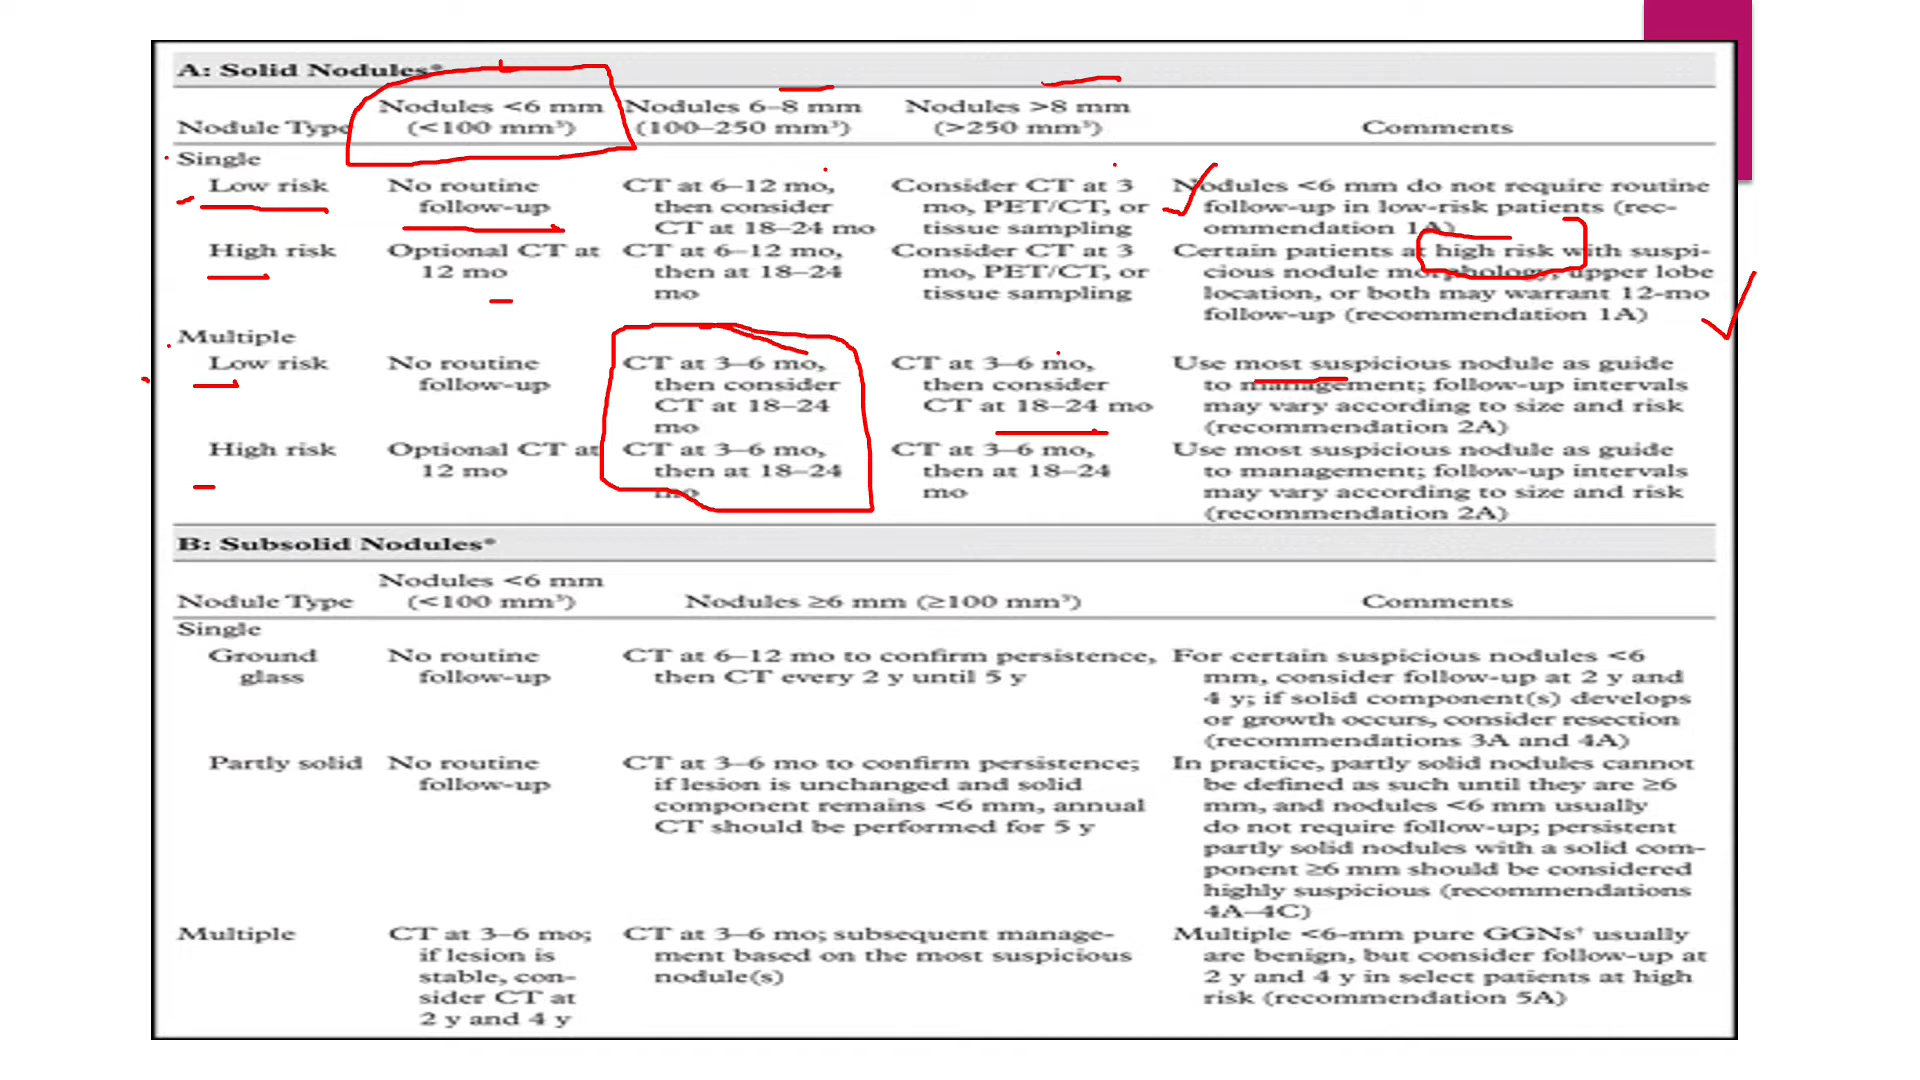 A: Solid Nodules*
Nodule Type
Nodules <6 mm
(<100 mm³)
Nodules 6–8 mm
(100–250 mm³)
Nodules >8 mm
(>250 mm³)
Comments
Single
Low risk
No routine
follow-up
CT at 6–12 mo,
then consider
CT at 18–24 mo
Consider CT at 3
mo, PET/CT, or
tissue sampling
Nodules <6 mm do not require routine
follow-up in low-risk patients (rec-
ommendation 1A)
High risk
Optional CT at
12 mo
CT at 6–12 mo,
then at 18–24
mo
Consider CT at 3
mo, PET/CT, or
tissue sampling
Certain patients at high risk with suspi-
cious nodule morphology, upper lobe
location, or both may warrant 12-mo
follow-up (recommendation 1A)
Multiple
Low risk
No routine
follow-up
CT at 3–6 mo,
then consider
CT at 18–24
mo
CT at 3–6 mo,
then consider
CT at 18–24 mo
Use most suspicious nodule as guide
to management; follow-up intervals
may vary according to size and risk
(recommendation 2A)
High risk
Optional CT at
12 mo
CT at 3–6 mo,
then at 18–24
mo
CT at 3–6 mo,
then at 18–24
mo
Use most suspicious nodule as guide
to management; follow-up intervals
may vary according to size and risk
(recommendation 2A)
B: Subsolid Nodules*
Nodule Type
Nodules <6 mm
(<100 mm³)
Nodules ≥6 mm (≥100 mm³)
Comments
Single
Ground
glass
No routine
follow-up
CT at 6–12 mo to confirm persistence,
then CT every 2 y until 5 y
For certain suspicious nodules <6
mm, consider follow-up at 2 y and
4 y; if solid component(s) develops
or growth occurs, consider resection
(recommendations 3A and 4A)
Partly solid
No routine
follow-up
CT at 3–6 mo to confirm persistence;
if lesion is unchanged and solid
component remains <6 mm, annual
CT should be performed for 5 y
In practice, partly solid nodules cannot
be defined as such until they are ≥6
mm, and nodules <6 mm usually
do not require follow-up; persistent
partly solid nodules with a solid com-
ponent ≥6 mm should be considered
highly suspicious (recommendations
4A–4C)
Multiple
CT at 3–6 mo;
if lesion is
stable, con-
sider CT at
2 y and 4 y
CT at 3–6 mo; subsequent manage-
ment based on the most suspicious
nodule(s)
Multiple <6-mm pure GGNs† usually
are benign, but consider follow-up at
2 y and 4 y in select patients at high
risk (recommendation 5A)